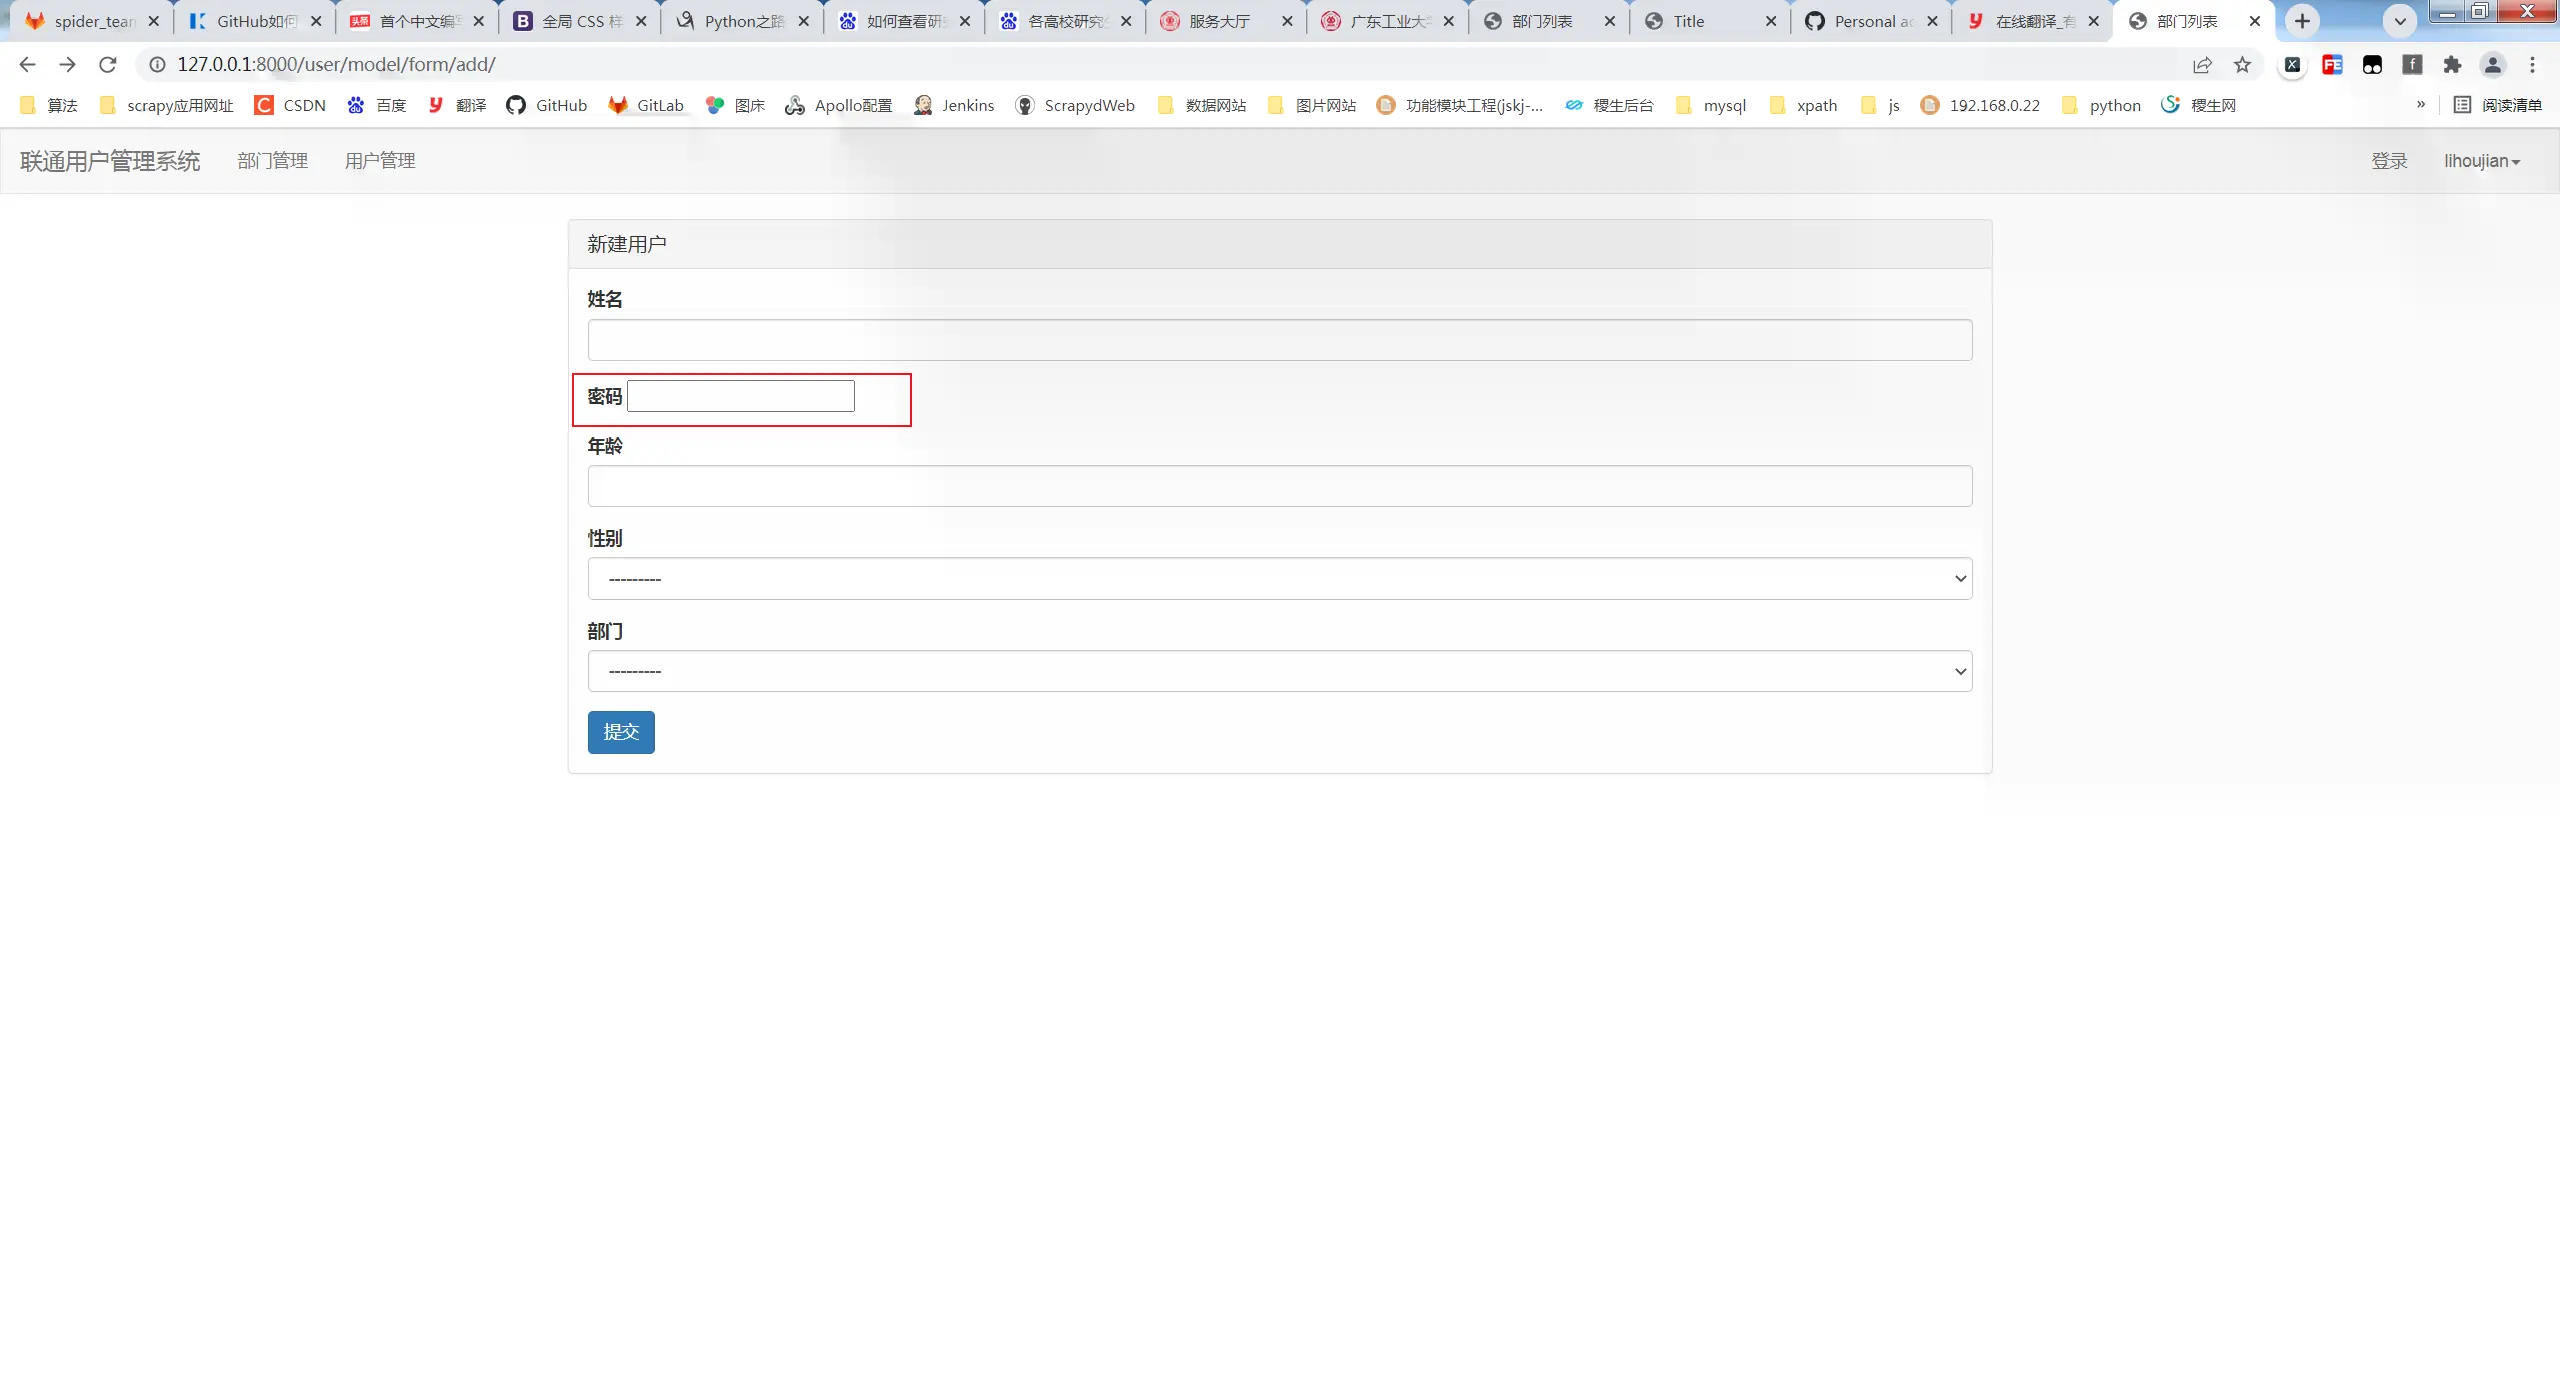 spider_tean GitHub如何 首个中文编写 全局 CSS 样 Python之路 如何查看研 各高校研究 服务大厅 广东工业大学 部门列表 Title Personal ac 在线翻译_有 部门列表
127.0.0.1:8000/user/model/form/add/
算法 scrapy应用网址 CSDN 百度 翻译 GitHub GitLab 图床 Apollo配置 Jenkins ScrapydWeb 数据网站 图片网站 功能模块工程(jskj-... 稷生后台 mysql xpath js 192.168.0.22 python 稷生网 » 阅读清单
联通用户管理系统 部门管理 用户管理 登录 lihoujian
新建用户
姓名
密码
年龄
性别
---------
部门
---------
提交